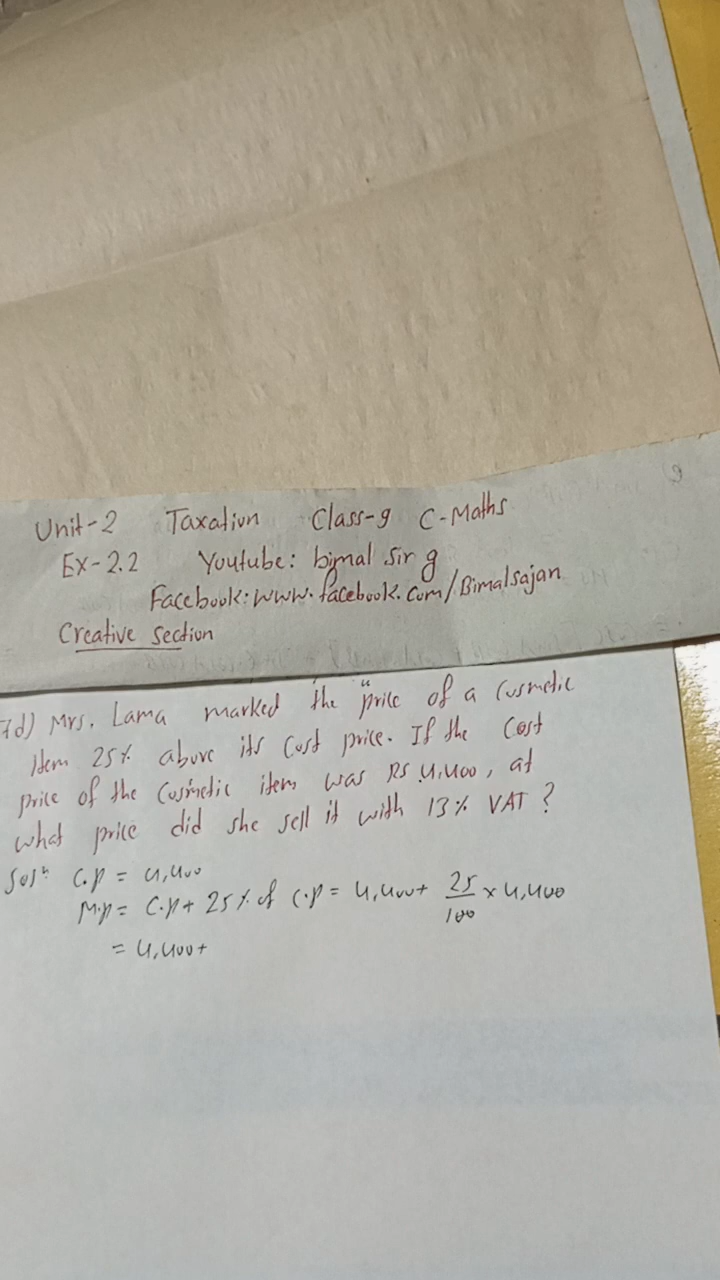 Unit-2 Taxation Class-9 C-Maths
Ex-2.2 Youtube: bimal sir g
Facebook: www.facebook.com/Bimalsajan
Creative section
7d) Mrs. Lama marked the price of a cosmetic
item 25% above its cost price. If the cost
price of the cosmetic item was RS 4,400, at
what price did she sell it with 13% VAT?
Solⁿ: C.P = 4,400
M.P = C.P + 25% of C.P = 4,400 + 25/100 × 4,400
= 4,400 +